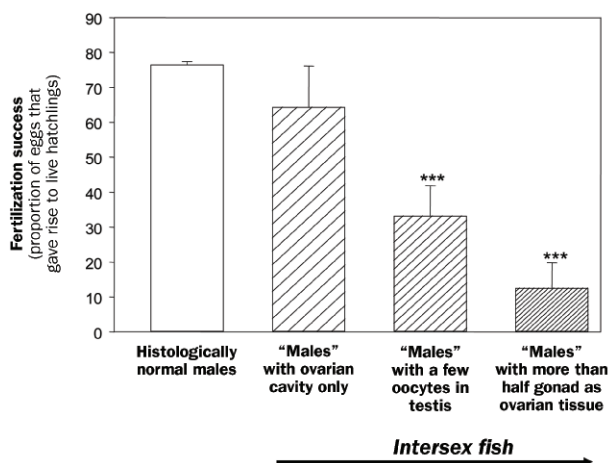 Fertilization success
(proportion of eggs that
gave rise to live hatchlings)
90
80
70
60
50
40
30
20
10
0
***
***
Histologically
normal males
“Males”
with ovarian
cavity only
“Males”
with a few
oocytes in
testis
“Males”
with more than
half gonad as
ovarian tissue
Intersex fish